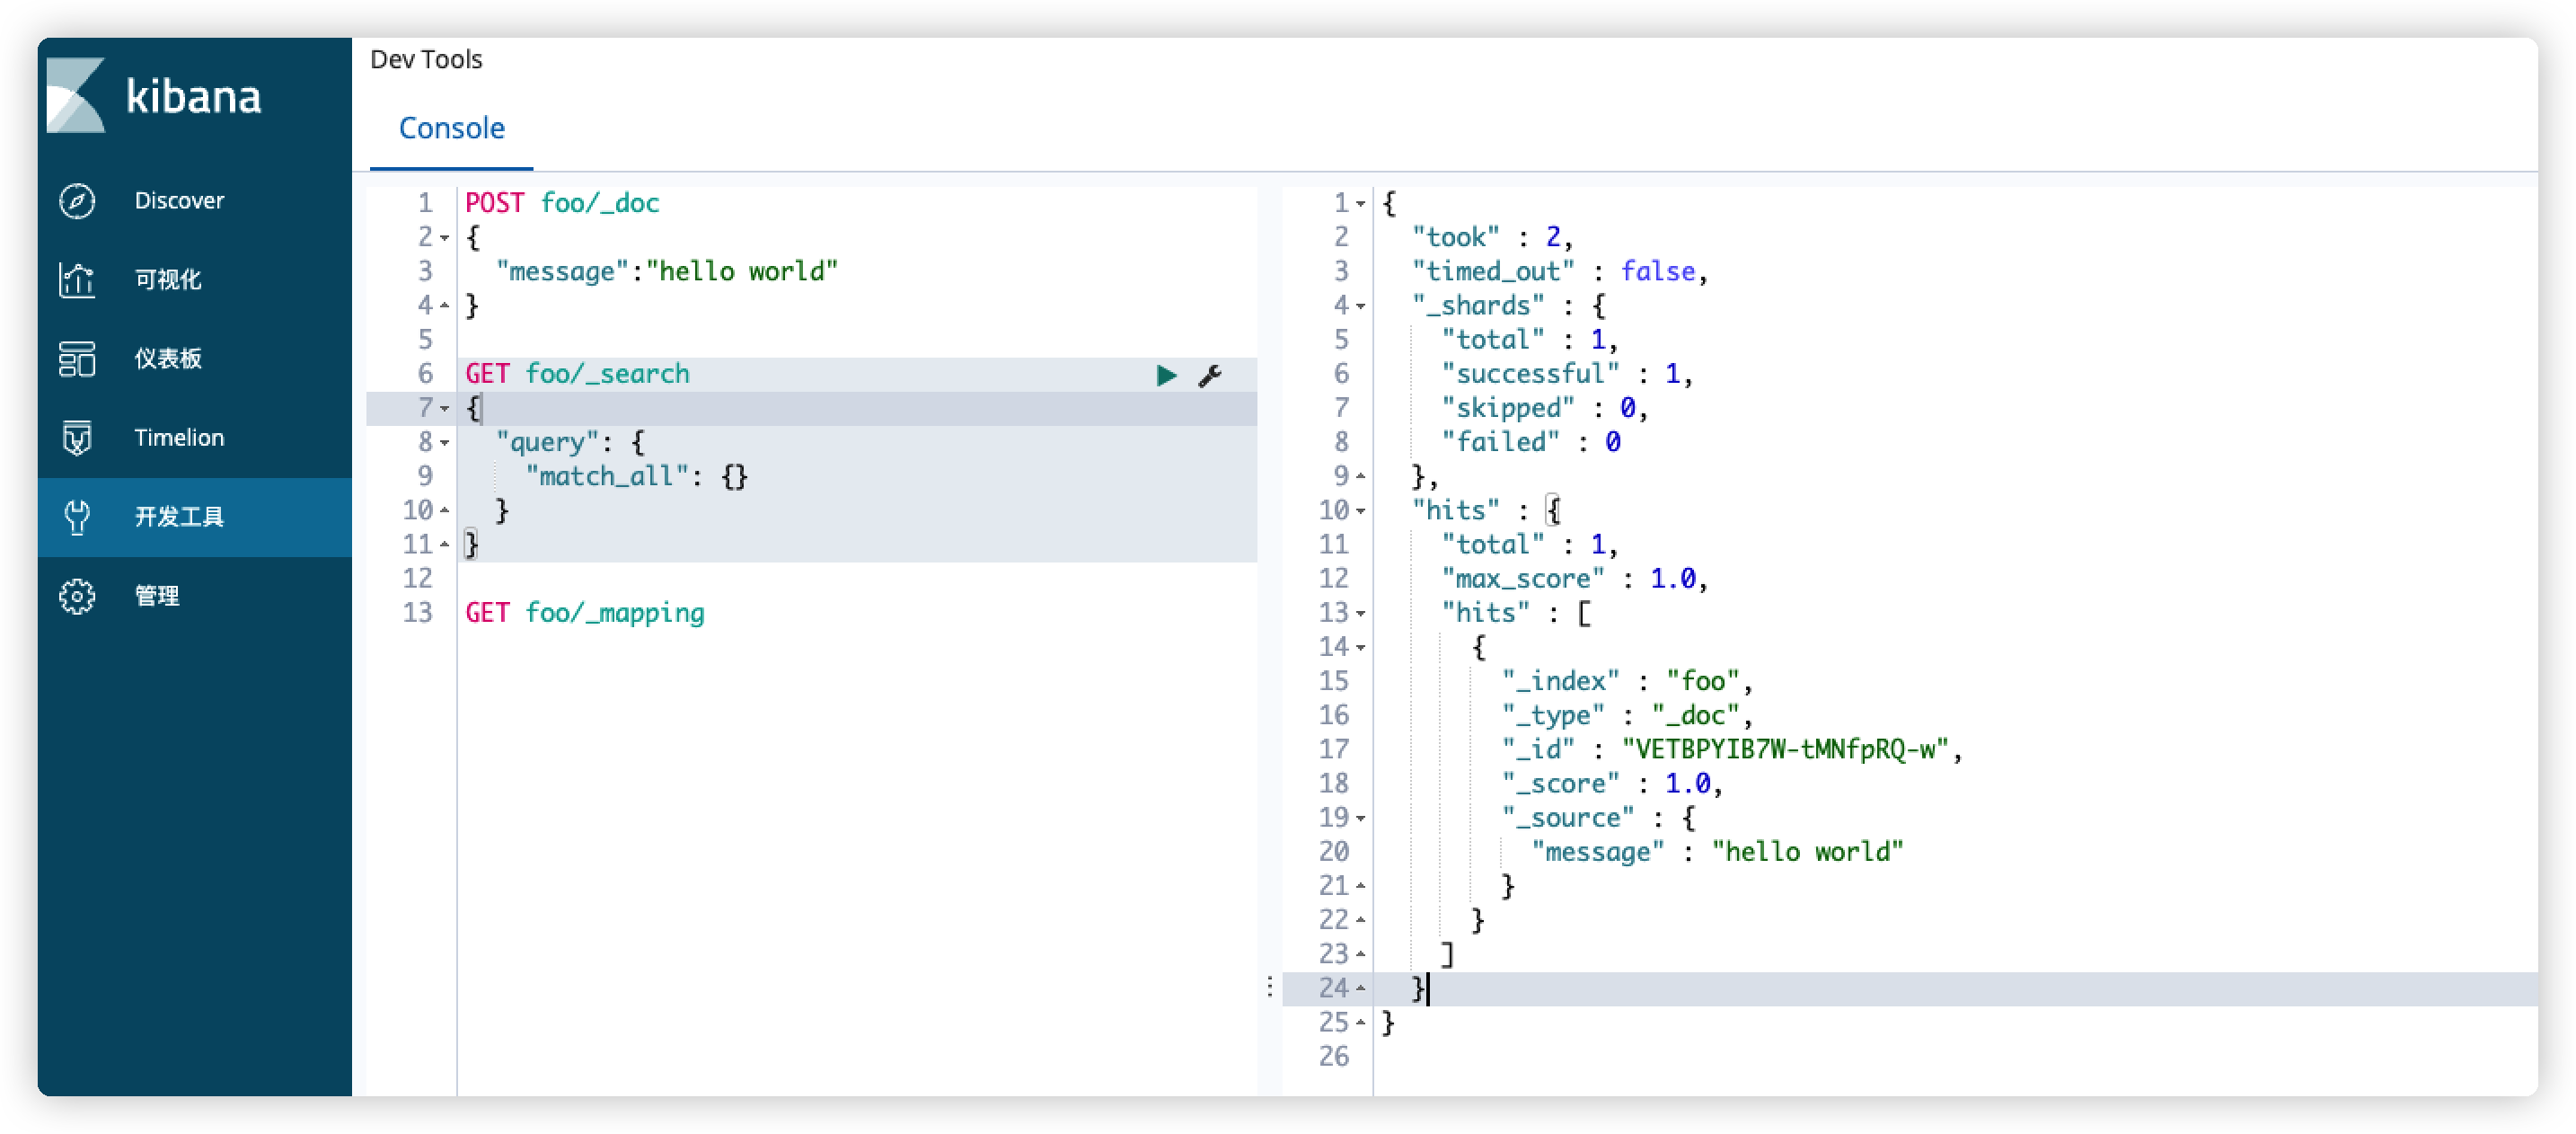 kibana
Discover
可视化
仪表板
Timelion
开发工具
管理
Dev Tools
Console
1 POST foo/_doc
2 {
3 "message":"hello world"
4 }
5
6 GET foo/_search
7 {
8 "query": {
9 "match_all": {}
10 }
11 }
12
13 GET foo/_mapping
1 {
2 "took" : 2,
3 "timed_out" : false,
4 "_shards" : {
5 "total" : 1,
6 "successful" : 1,
7 "skipped" : 0,
8 "failed" : 0
9 },
10 "hits" : {
11 "total" : 1,
12 "max_score" : 1.0,
13 "hits" : [
14 {
15 "_index" : "foo",
16 "_type" : "_doc",
17 "_id" : "VETBPYIB7W-tMNfpRQ-w",
18 "_score" : 1.0,
19 "_source" : {
20 "message" : "hello world"
21 }
22 }
23 ]
24 }
25 }
26